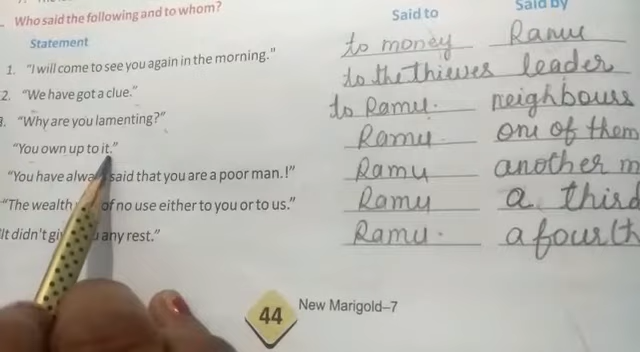 Who said the following and to whom?
Said to Said by
Statement
1. "I will come to see you again in the morning." to money Ramu
2. "We have got a clue." to the thieves leader
3. "Why are you lamenting?" to Ramu. neighbours
"You own up to it." Ramu one of them
"You have always said that you are a poor man.!" Ramu another m
"The wealth of no use either to you or to us." Ramu a third
"It didn't any rest." Ramu. a fourth
44 New Marigold–7